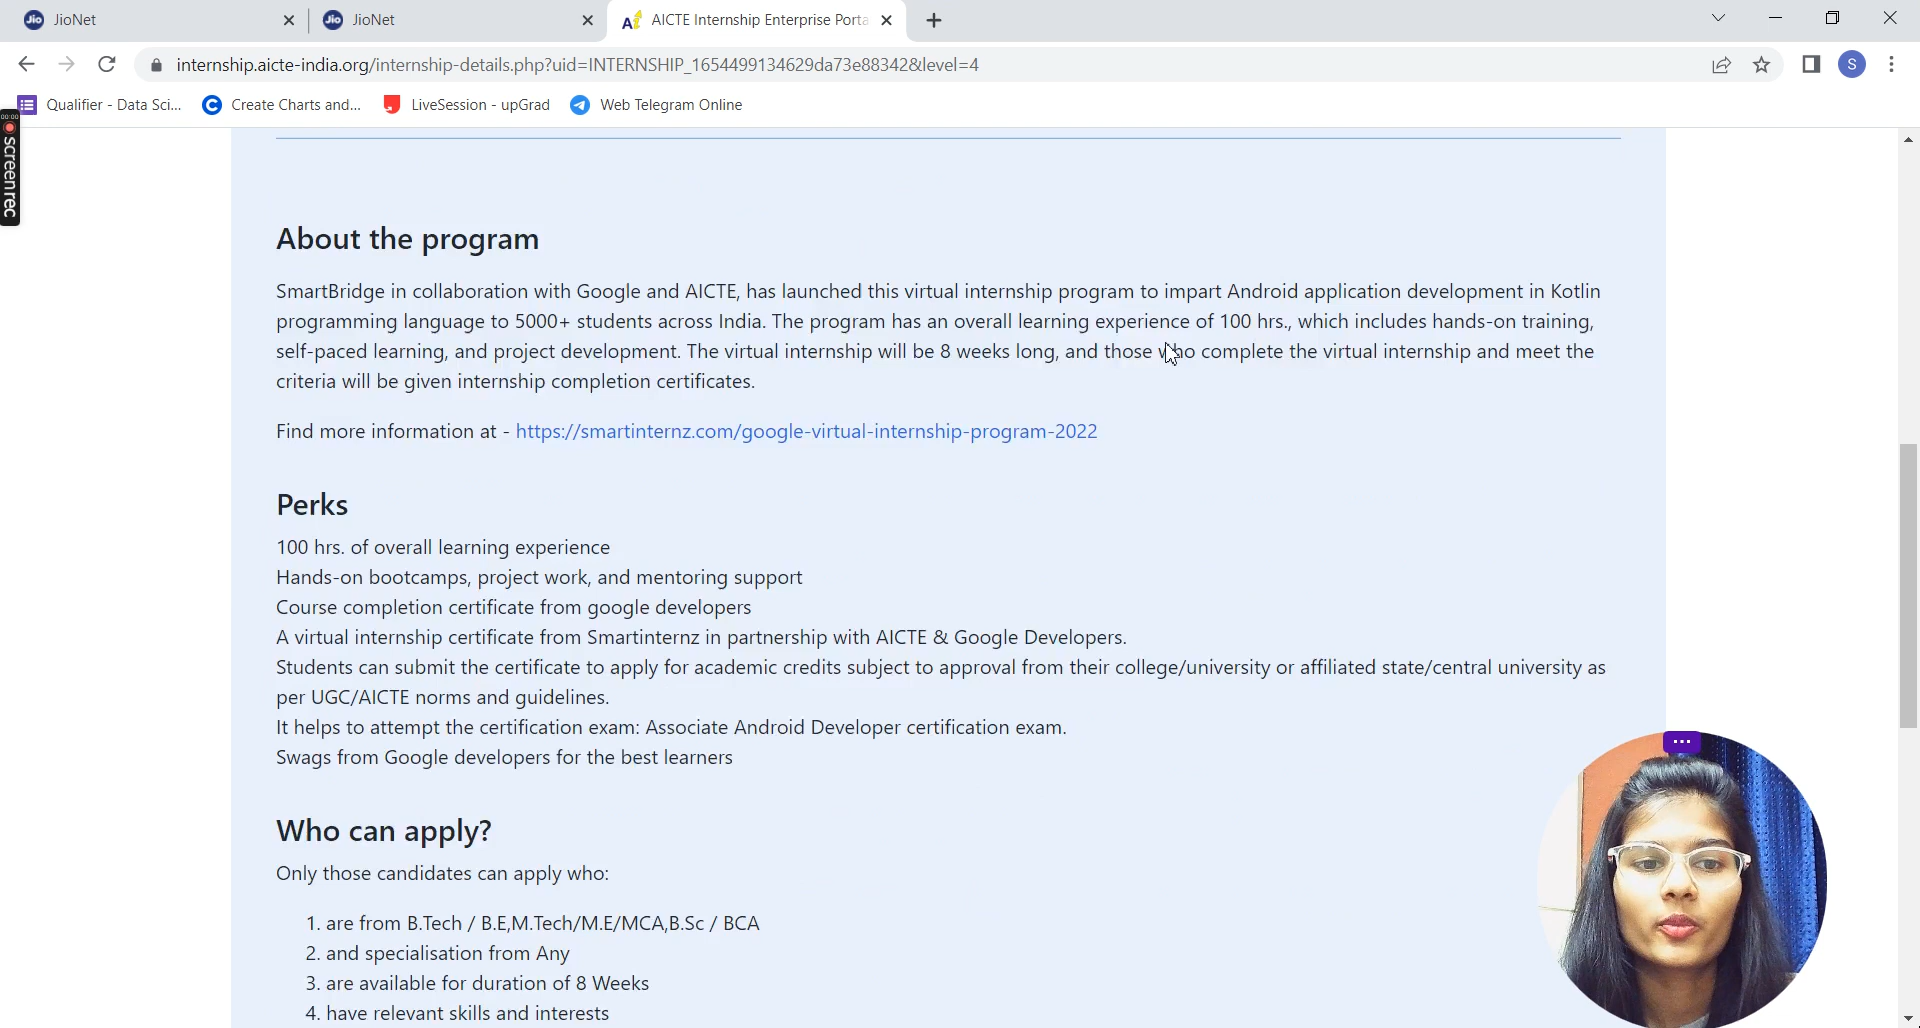 JioNet
JioNet
AICTE Internship Enterprise Porta
internship.aicte-india.org/internship-details.php?uid=INTERNSHIP_1654499134629da73e88342&level=4
S
Qualifier - Data Sci...
Create Charts and...
LiveSession - upGrad
Web Telegram Online
00:00
screenrec
About the program
SmartBridge in collaboration with Google and AICTE, has launched this virtual internship program to impart Android application development in Kotlin
programming language to 5000+ students across India. The program has an overall learning experience of 100 hrs., which includes hands-on training,
self-paced learning, and project development. The virtual internship will be 8 weeks long, and those who complete the virtual internship and meet the
criteria will be given internship completion certificates.
Find more information at - https://smartinternz.com/google-virtual-internship-program-2022
Perks
100 hrs. of overall learning experience
Hands-on bootcamps, project work, and mentoring support
Course completion certificate from google developers
A virtual internship certificate from Smartinternz in partnership with AICTE & Google Developers.
Students can submit the certificate to apply for academic credits subject to approval from their college/university or affiliated state/central university as
per UGC/AICTE norms and guidelines.
It helps to attempt the certification exam: Associate Android Developer certification exam.
Swags from Google developers for the best learners
Who can apply?
Only those candidates can apply who:
1. are from B.Tech / B.E,M.Tech/M.E/MCA,B.Sc / BCA
2. and specialisation from Any
3. are available for duration of 8 Weeks
4. have relevant skills and interests